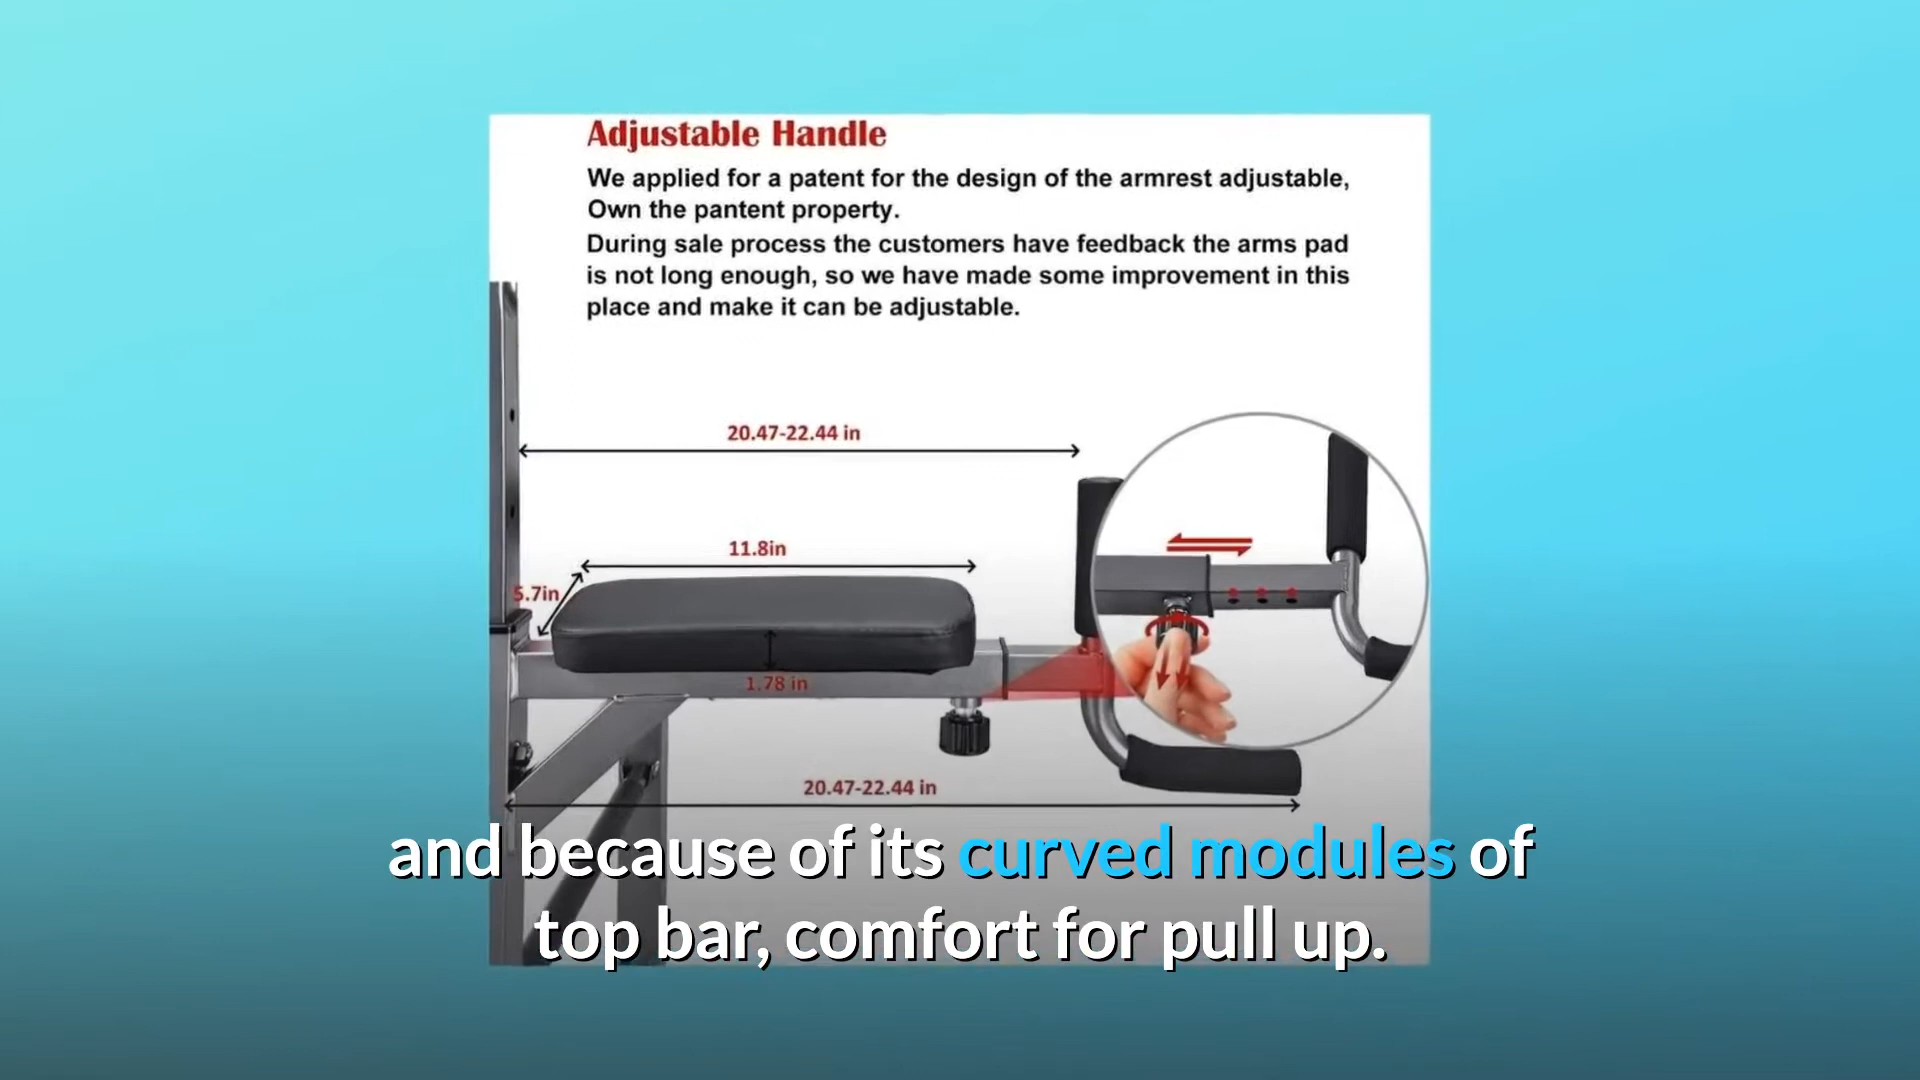 Adjustable Handle
We applied for a patent for the design of the armrest adjustable,
Own the pantent property.
During sale process the customers have feedback the arms pad
is not long enough, so we have made some improvement in this
place and make it can be adjustable.
20.47-22.44 in
11.8in
5.7in
1.78 in
20.47-22.44 in
and because of its curved modules of
top bar, comfort for pull up.